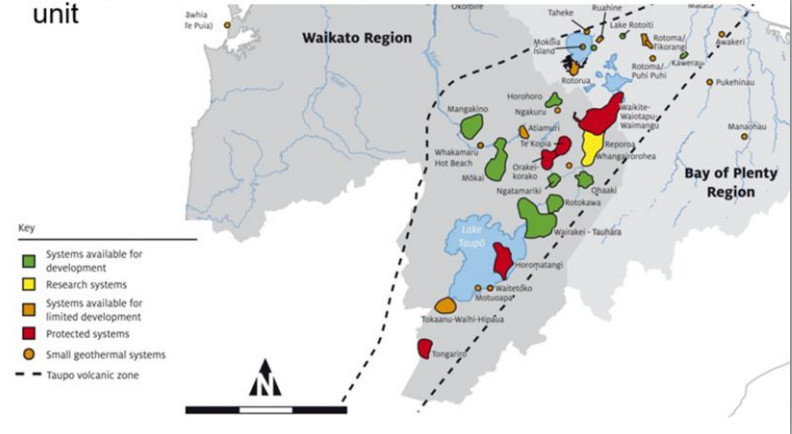 unit
Okoroire
Ruahine
Matata
Taheke
Lake Rotoiti
Rotoma/
Tikorangi
Awakeri
Mokoia
Island
Waikato Region
Rotoma/
Puhi Puhi
Kawerau
Rotorua
Pukehinau
Horohoro
Ngakuru
Mangakino
Atiamuri
Waikite-
Waiotapu-
Waimangu
Te Kopia
Reporoa
Manaohau
Whakamaru
Hot Beach
Orakei-
korako
Whangairorohea
Mōkai
Bay of Plenty
Region
Ngatamariki
Ohaaki
Rotokawa
Lake
Taupō
Wairakei - Tauhara
Horomatangi
Waitetoko
Motuoapa
Tokaanu-Waihi-Hipaua
Tongariro
Key
Systems available for
development
Research systems
Systems available for
limited development
Protected systems
Small geothermal systems
Taupo volcanic zone
N